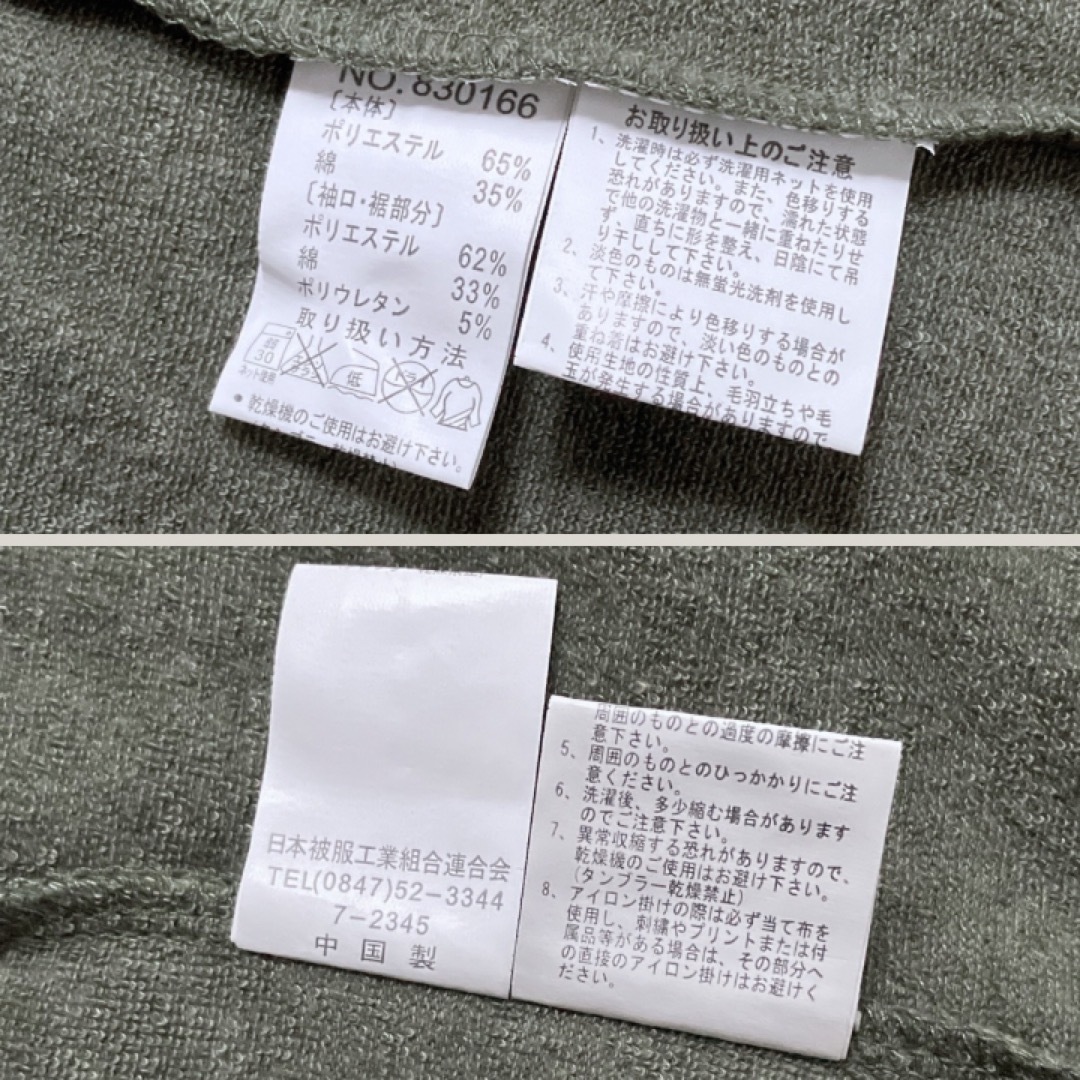 NO. 830166
〔本体〕
ポリエステル 65%
綿 35%
〔袖口・裾部分〕
ポリエステル 62%
綿 33%
ポリウレタン 5%
取り扱い方法
30
低
ネット使用
● 乾燥機のご使用はお避け下さい。
お取り扱い上のご注意
1、洗濯時は必ず洗濯用ネットを使用
してください。また、色移りする
恐れがありますので、濡れた状態
で他の洗濯物と一緒に重ねたりせ
ず、直ちに形を整え、日陰にて吊
り干しして下さい。
2、淡色のものは無蛍光洗剤を使用し
て下さい。
3、汗や摩擦により色移りする場合が
ありますので、淡い色のものとの
重ね着はお避け下さい。
4、使用生地の性質上、毛羽立ちや毛
玉が発生する場合がありますので
日本被服工業組合連合会
TEL(0847)52-3344
7-2345
中国製
周囲のものとの過度の摩擦にご注
意下さい。
5、周囲のものとのひっかかりにご注
意ください。
6、洗濯後、多少縮む場合があります
のでご注意下さい。
7、異常収縮する恐れがありますので、
乾燥機のご使用はお避け下さい。
(タンブラー乾燥禁止)
8、アイロン掛けの際は必ず当て布を
使用し、刺繍やプリントまたは付
属品等がある場合は、その部分へ
の直接のアイロン掛けはお避けく
ださい。